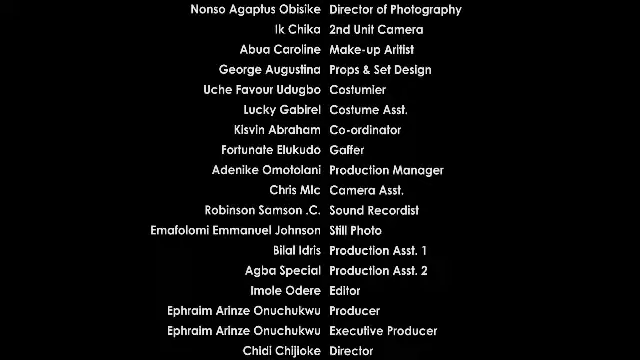 Nonso Agaptus Obisike Director of Photography
Ik Chika 2nd Unit Camera
Abua Caroline Make-up Aritist
George Augustina Props & Set Design
Uche Favour Udugbo Costumier
Lucky Gabirel Costume Asst.
Kisvin Abraham Co-ordinator
Fortunate Elukudo Gaffer
Adenike Omotolani Production Manager
Chris MIc Camera Asst.
Robinson Samson .C. Sound Recordist
Emafolomi Emmanuel Johnson Still Photo
Bilal Idris Production Asst. 1
Agba Special Production Asst. 2
Imole Odere Editor
Ephraim Arinze Onuchukwu Producer
Ephraim Arinze Onuchukwu Executive Producer
Chidi Chijioke Director